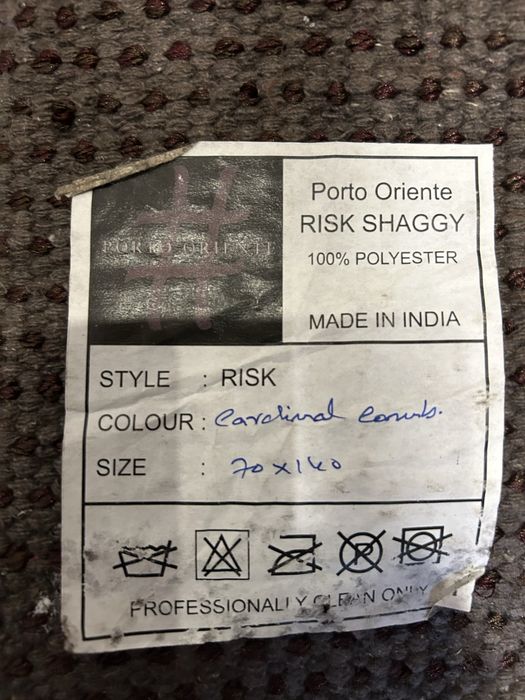 PORTO ORIENTE
Porto Oriente
RISK SHAGGY
100% POLYESTER
MADE IN INDIA
STYLE : RISK
COLOUR : Cardinal
SIZE : 70x140
P
PROFESSIONALLY CLEAN ONLY